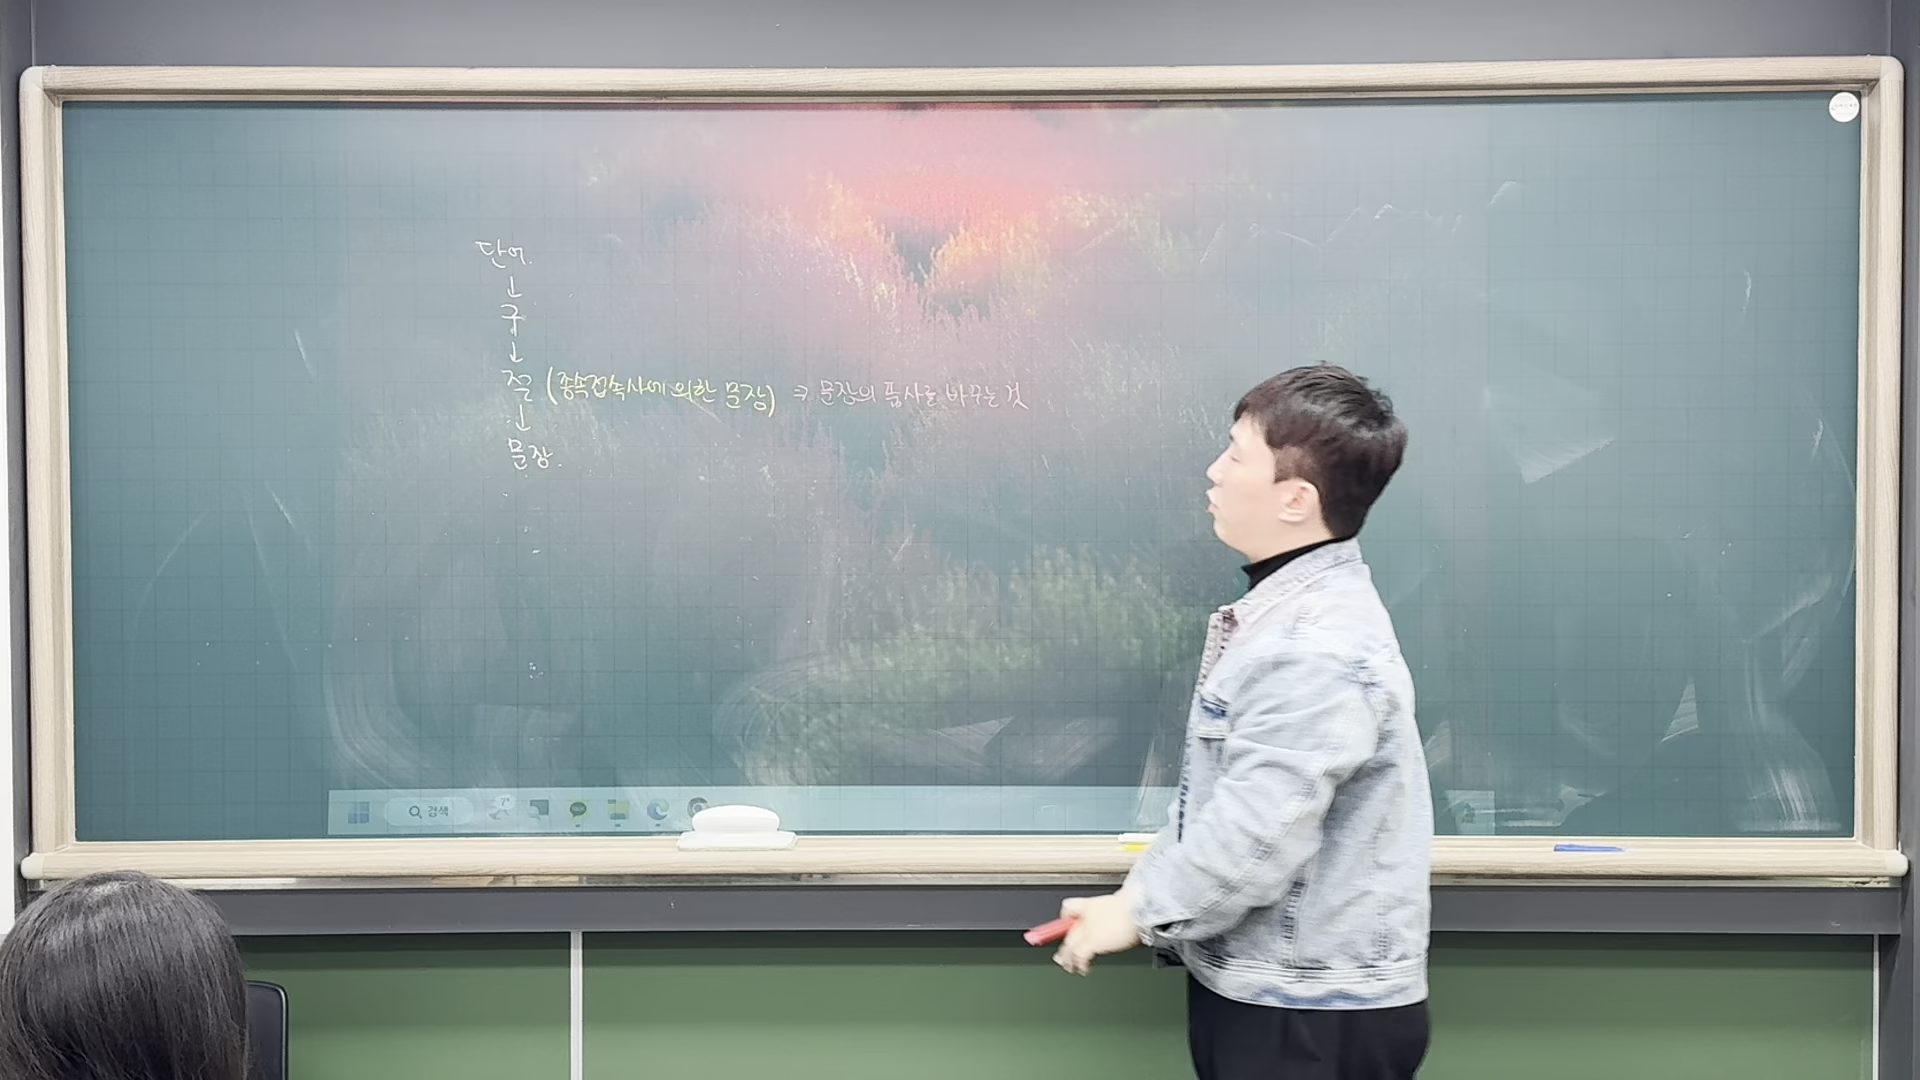 단어.
↓
구
↓
절 (종속접속사에 의한 문장) => 문장의 품사를 바꾸는 것
↓
문장.
검색